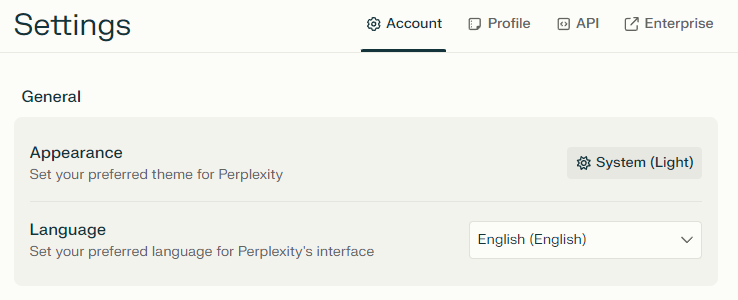 Settings
Account
Profile
API
Enterprise
General
Appearance
Set your preferred theme for Perplexity
System (Light)
Language
Set your preferred language for Perplexity's interface
English (English)